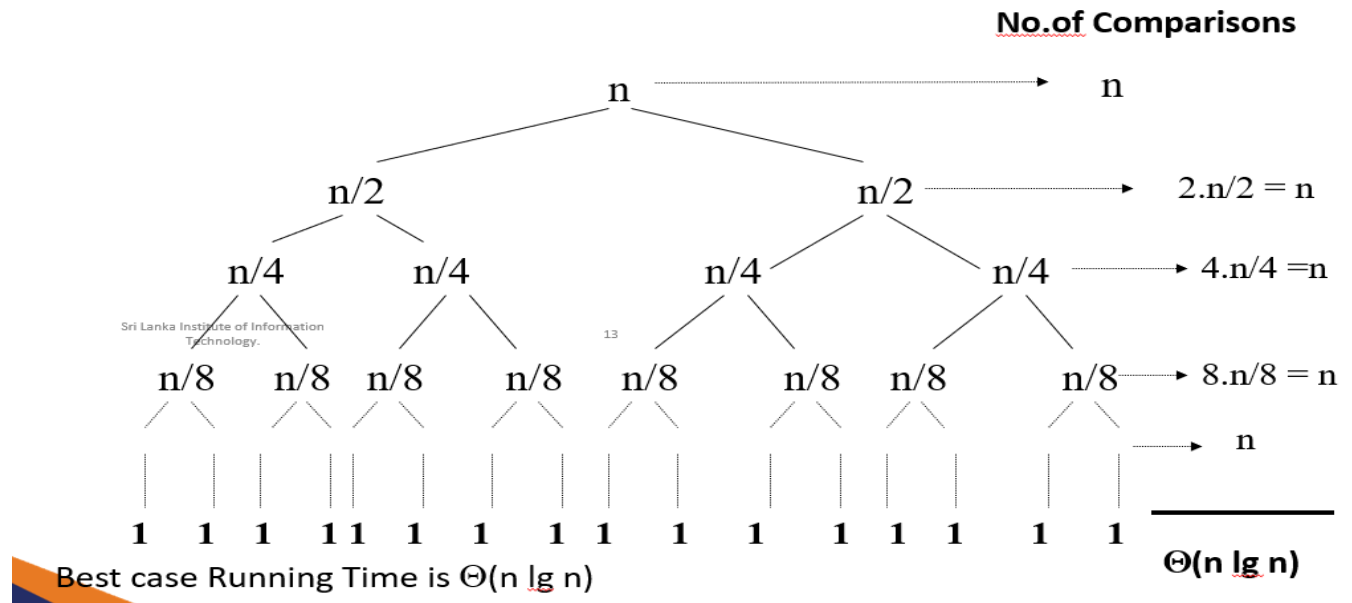 No.of Comparisons
n n
n/2 n/2 2.n/2 = n
n/4 n/4 n/4 n/4 4.n/4 =n
Sri Lanka Institute of Information
Technology.
13
n/8 n/8 n/8 n/8 n/8 n/8 n/8 n/8 8.n/8 = n
n
1 1 1 1 1 1 1 1 1 1 1 1 1 1 1 1
Θ(n lg n)
Best case Running Time is Θ(n lg n)